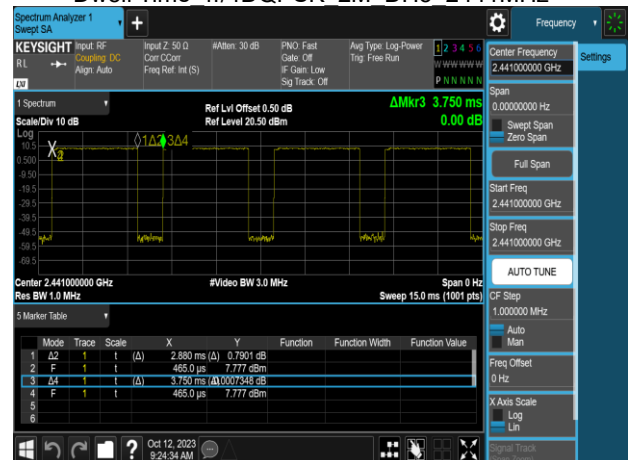 Spectrum Analyzer 1
Swept SA
+
Frequency
KEYSIGHT
RL
LXI
Input: RF
Coupling: DC
Align: Auto
Input Z: 50 Ω
Corr CCorr
Freq Ref: Int (S)
#Atten: 30 dB
PNO: Fast
Gate: Off
IF Gain: Low
Sig Track: Off
Avg Type: Log-Power
Trig: Free Run
1 2 3 4 5 6
W W W W W W
P N N N N N
1 Spectrum
Scale/Div 10 dB
Ref Lvl Offset 0.50 dB
Ref Level 20.50 dBm
ΔMkr3 3.750 ms
0.00 dB
Log
10.5
0.500
-9.50
-19.5
-29.5
-39.5
-49.5
-59.5
-69.5
1Δ2
3Δ4
Center 2.441000000 GHz
Res BW 1.0 MHz
#Video BW 3.0 MHz
Span 0 Hz
Sweep 15.0 ms (1001 pts)
5 Marker Table
Mode Trace Scale X Y Function Function Width Function Value
1 Δ2 1 t (Δ) 2.880 ms (Δ) 0.7901 dB
2 F 1 t 465.0 µs 7.777 dBm
3 Δ4 1 t (Δ) 3.750 ms (Δ) 0.0007348 dB
4 F 1 t 465.0 µs 7.777 dBm
5
6
Oct 12, 2023
9:24:34 AM
?
Center Frequency
2.441000000 GHz
Settings
Span
0.00000000 Hz
Swept Span
Zero Span
Full Span
Start Freq
2.441000000 GHz
Stop Freq
2.441000000 GHz
AUTO TUNE
CF Step
1.000000 MHz
Auto
Man
Freq Offset
0 Hz
X Axis Scale
Log
Lin
Signal Track